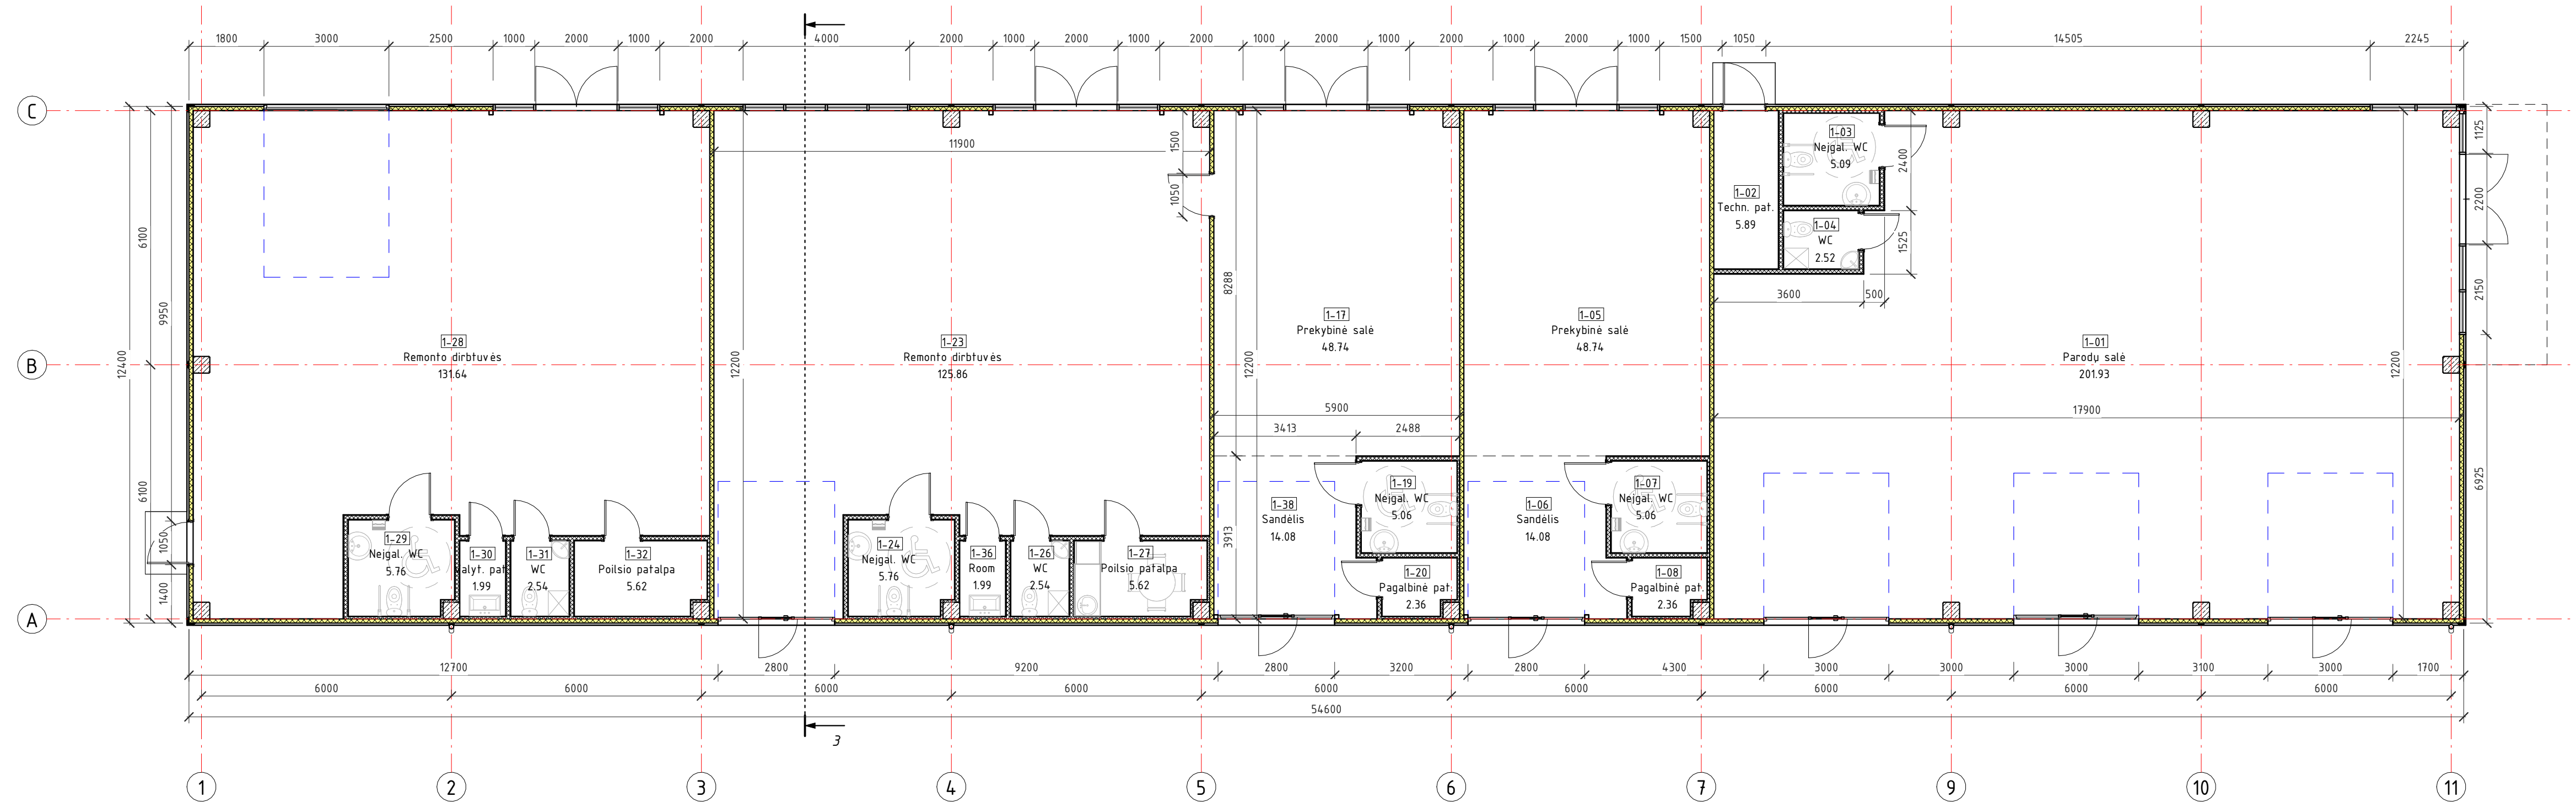 1800 3000 2500 1000 2000 1000 2000 4000 2000 1000 2000 1000 2000 1000 2000 1000 2000 1000 2000 1000 1500 1050 14505 2245
C
B
A
12400
6100
6100
9950
1050
1400
11900
1500
1050
12200
8288
3913
12200
5900
3413 2488
2400
1525
3600 500
17900
12200
1125
2200
2150
6925
1-28
Remonto dirbtuvės
131.64
1-23
Remonto dirbtuvės
125.86
1-17
Prekybinė salė
48.74
1-05
Prekybinė salė
48.74
1-02
Techn. pat.
5.89
1-03
Neįgal. WC
5.09
1-04
WC
2.52
1-01
Parodų salė
201.93
1-29
Neįgal. WC
5.76
1-30
alyt. pat
1.99
1-31
WC
2.54
1-32
Poilsio patalpa
5.62
1-24
Neįgal. WC
5.76
1-36
Room
1.99
1-26
WC
2.54
1-27
Poilsio patalpa
5.62
1-38
Sandėlis
14.08
1-19
Neįgal. WC
5.06
1-20
Pagalbinė pat.
2.36
1-06
Sandėlis
14.08
1-07
Neįgal. WC
5.06
1-08
Pagalbinė pat.
2.36
12700 2800 9200 2800 3200 2800 4300 3000 3000 3000 3100 3000 1700
6000 6000 6000 6000 6000 6000 6000 6000 6000
54600
3
1 2 3 4 5 6 7 9 10 11